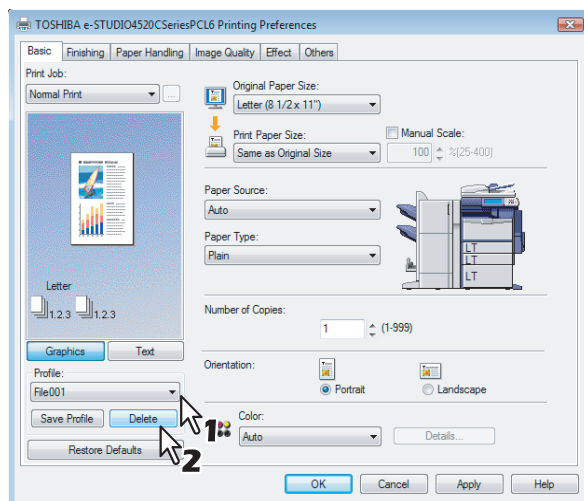 TOSHIBA e-STUDIO4520CSeriesPCL6 Printing Preferences
Basic Finishing Paper Handling Image Quality Effect Others
Print Job:
Normal Print
...
Letter
1.2.3 1.2.3
Graphics Text
Profile:
File001
Save Profile Delete
Restore Defaults
1
2
Original Paper Size:
Letter (8 1/2 x 11")
Print Paper Size:
Same as Original Size
Manual Scale:
100 %(25-400)
Paper Source:
Auto
Paper Type:
Plain
LT
LT
LT
Number of Copies:
1 (1-999)
Orientation:
Portrait Landscape
Color:
Auto
Details...
OK Cancel Apply Help